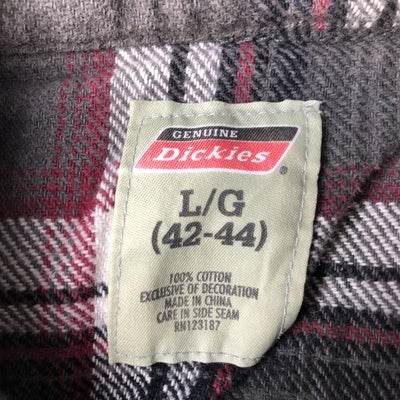 GENUINE
Dickies®
L/G
(42-44)
100% COTTON
EXCLUSIVE OF DECORATION
MADE IN CHINA
CARE IN SIDE SEAM
RN123187